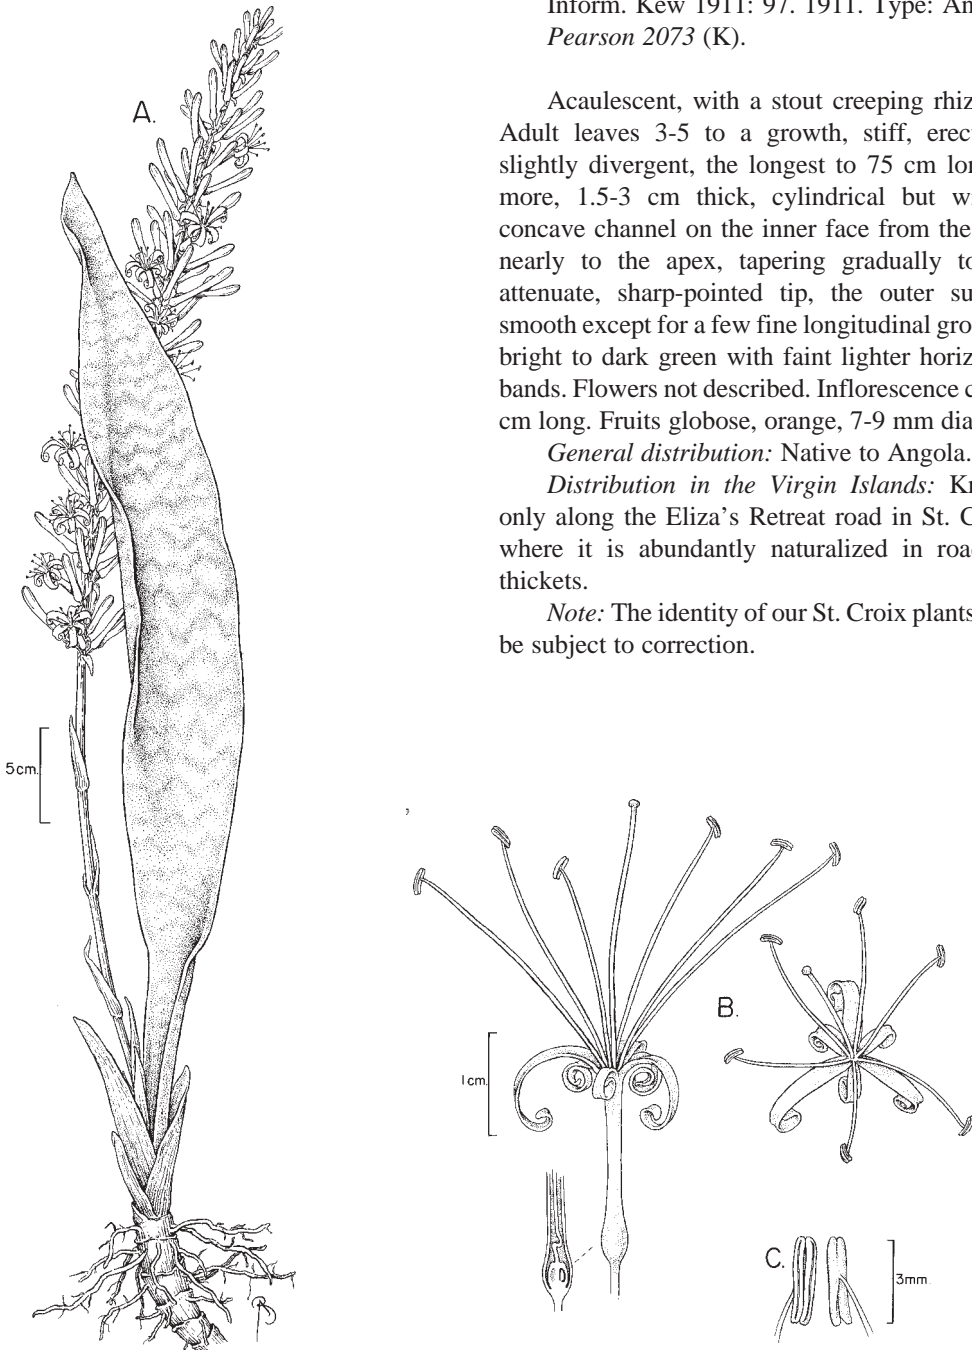 Inform. Kew 1911: 97. 1911. Type: An
Pearson 2073 (K).
Acaulescent, with a stout creeping rhiz
Adult leaves 3-5 to a growth, stiff, erec
slightly divergent, the longest to 75 cm lon
more, 1.5-3 cm thick, cylindrical but w
concave channel on the inner face from the
nearly to the apex, tapering gradually to
attenuate, sharp-pointed tip, the outer su
smooth except for a few fine longitudinal gro
bright to dark green with faint lighter horiz
bands. Flowers not described. Inflorescence c
cm long. Fruits globose, orange, 7-9 mm dia
General distribution: Native to Angola.
Distribution in the Virgin Islands: Kn
only along the Eliza's Retreat road in St. C
where it is abundantly naturalized in roa
thickets.
Note: The identity of our St. Croix plants
be subject to correction.
A.
5cm.
,
B.
1cm.
C.
3mm.